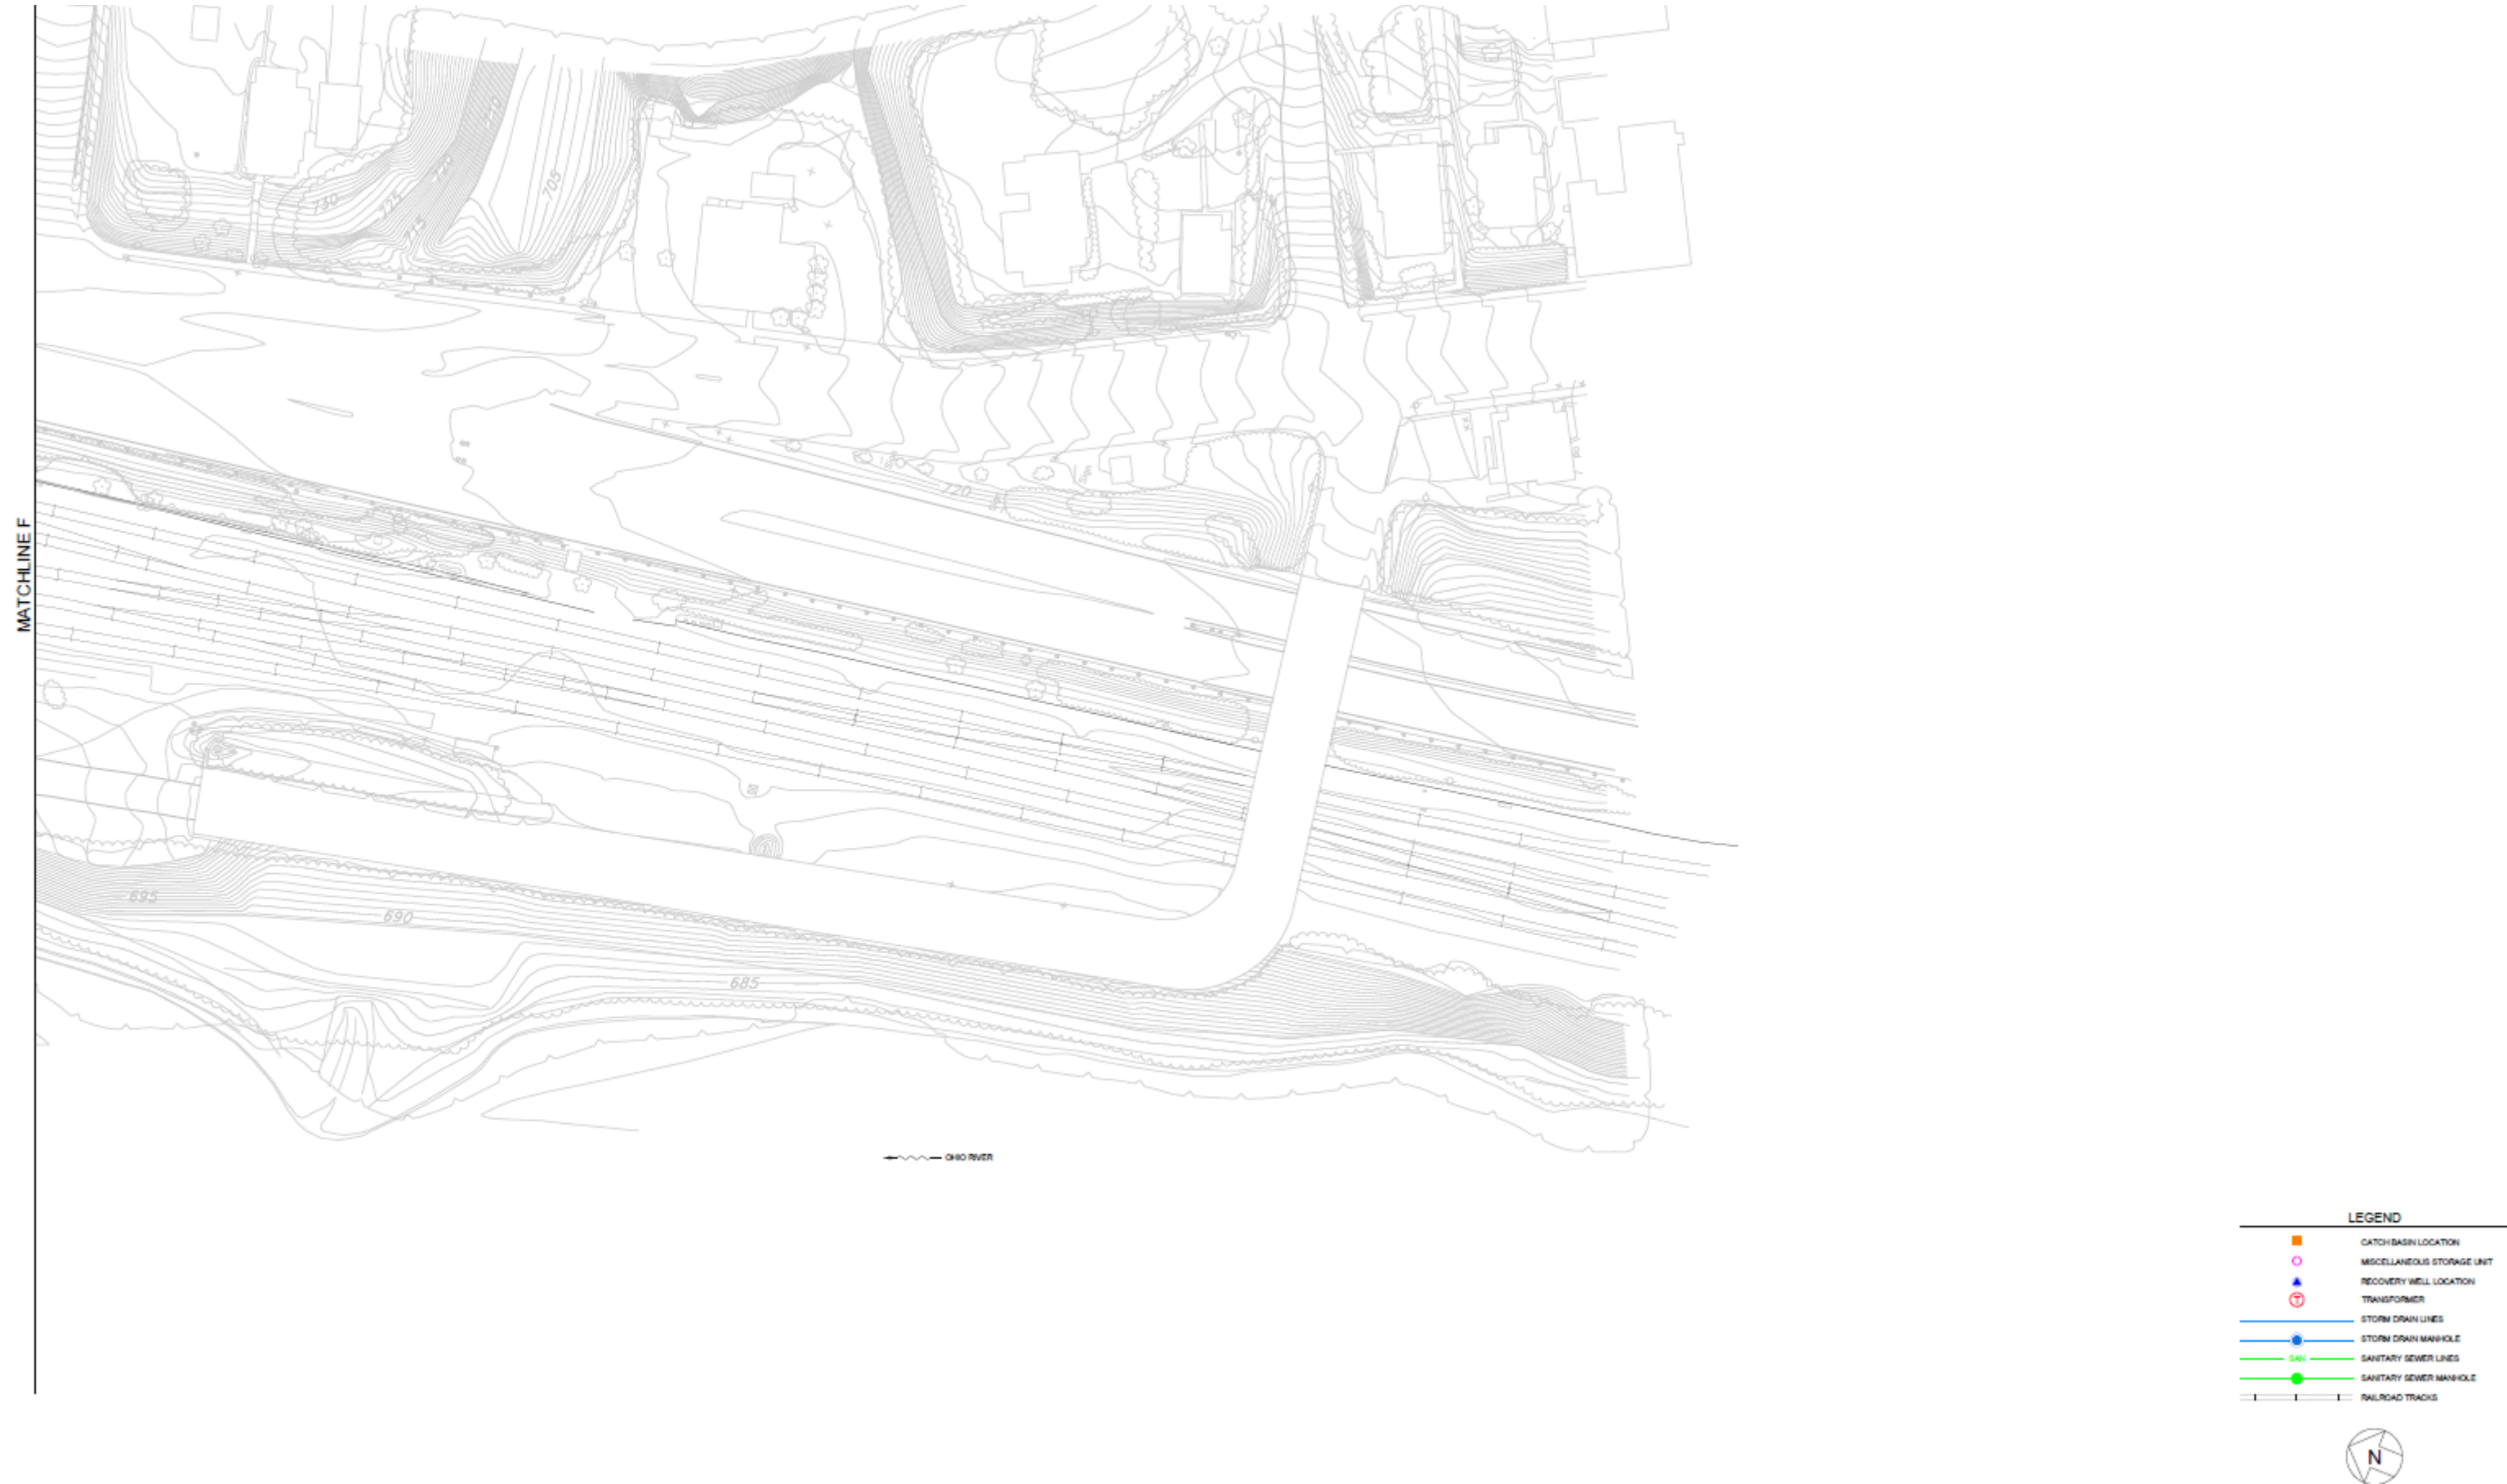 730
725
720
710
715
705
720
MATCHLINE F
695
690
685
OHIO RIVER
LEGEND
CATCH BASIN LOCATION
MISCELLANEOUS STORAGE UNIT
RECOVERY WELL LOCATION
T TRANSFORMER
STORM DRAIN LINES
STORM DRAIN MANHOLE
SAN SANITARY SEWER LINES
SANITARY SEWER MANHOLE
RAILROAD TRACKS
N